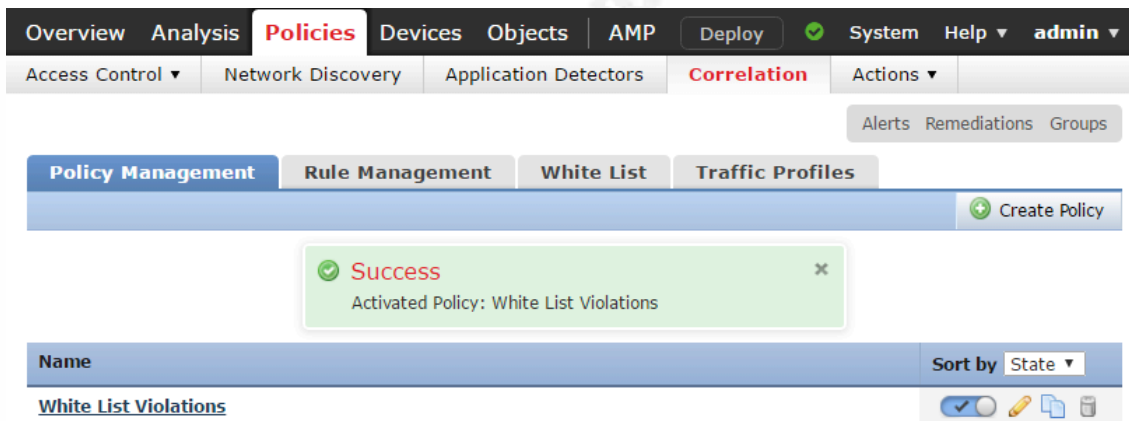 Overview Analysis Policies Devices Objects AMP Deploy System Help ▾ admin ▾
Access Control ▾ Network Discovery Application Detectors Correlation Actions ▾
Alerts Remediations Groups
Policy Management Rule Management White List Traffic Profiles
Create Policy
Success
Activated Policy: White List Violations
Name Sort by State ▾
White List Violations